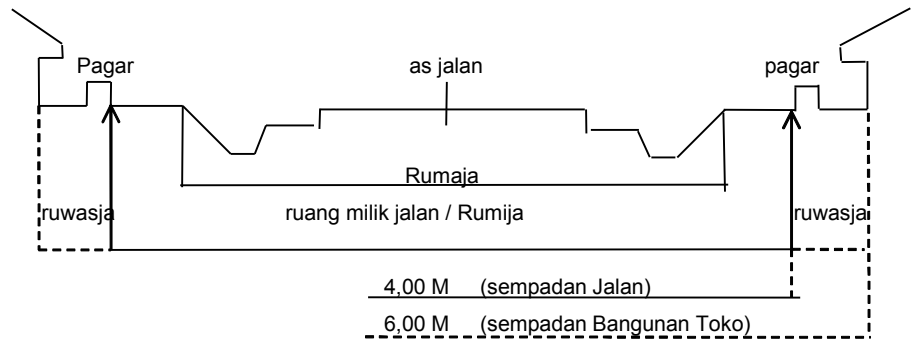 Pagar as jalan pagar
Rumaja
ruwasja ruang milik jalan / Rumija ruwasja
4,00 M (sempadan Jalan)
6,00 M (sempadan Bangunan Toko)